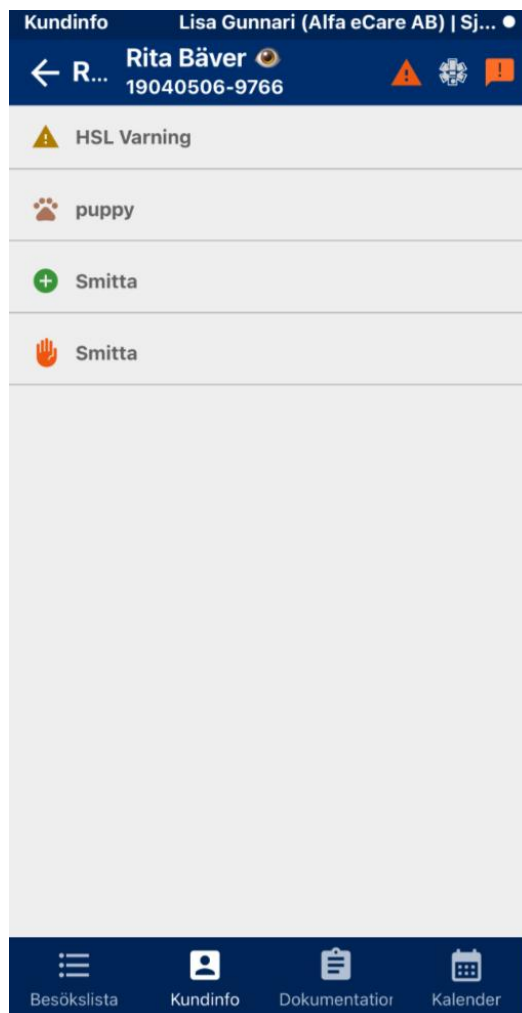 Kundinfo Lisa Gunnari (Alfa eCare AB) | Sj...
R... Rita Bäver
19040506-9766
HSL Varning
puppy
Smitta
Smitta
Besökslista Kundinfo Dokumentatior Kalender